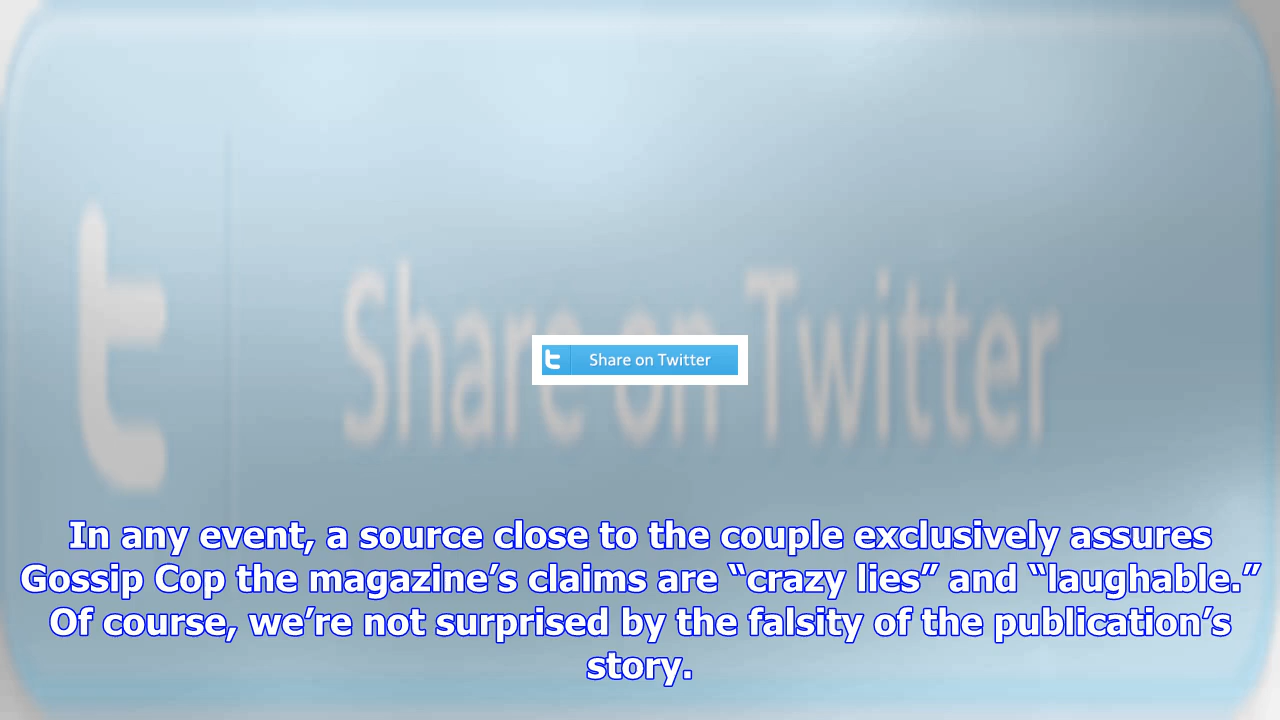 Share on Twitter
t Share on Twitter
In any event, a source close to the couple exclusively assures
Gossip Cop the magazine’s claims are “crazy lies” and “laughable.”
Of course, we’re not surprised by the falsity of the publication’s
story.